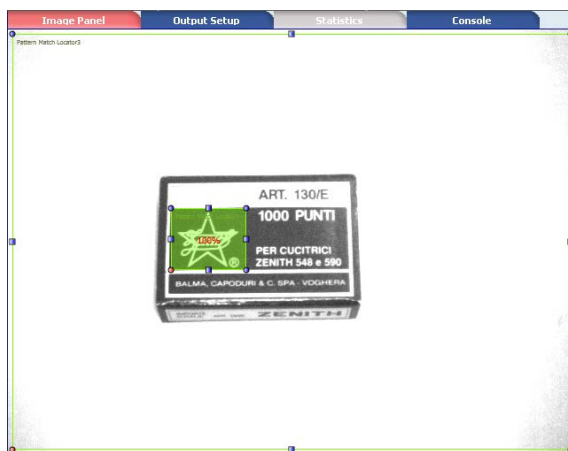 Image Panel
Output Setup
Statistics
Console
Pattern Match Locator3
ART. 130/E
1000 PUNTI
100%
®
PER CUCITRICI
ZENITH 548 e 590
BALMA, CAPODURI & C. SPA - VOGHERA
ZENITH